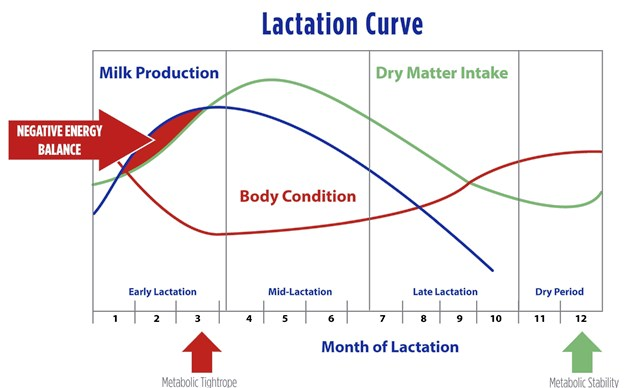 Lactation Curve
Milk Production
Dry Matter Intake
NEGATIVE ENERGY
BALANCE
Body Condition
Early Lactation
Mid-Lactation
Late Lactation
Dry Period
1 2 3 4 5 6 7 8 9 10 11 12
Month of Lactation
Metabolic Tightrope
Metabolic Stability